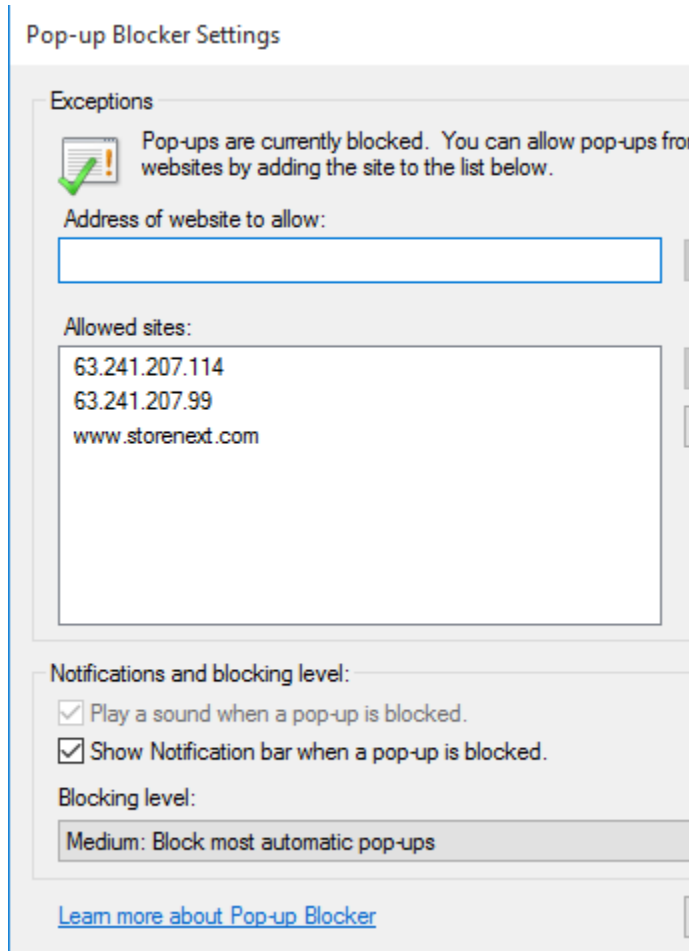 Pop-up Blocker Settings
Exceptions
Pop-ups are currently blocked. You can allow pop-ups from
websites by adding the site to the list below.
Address of website to allow:
Allowed sites:
63.241.207.114
63.241.207.99
www.storenext.com
Notifications and blocking level:
Play a sound when a pop-up is blocked.
Show Notification bar when a pop-up is blocked.
Blocking level:
Medium: Block most automatic pop-ups
Learn more about Pop-up Blocker